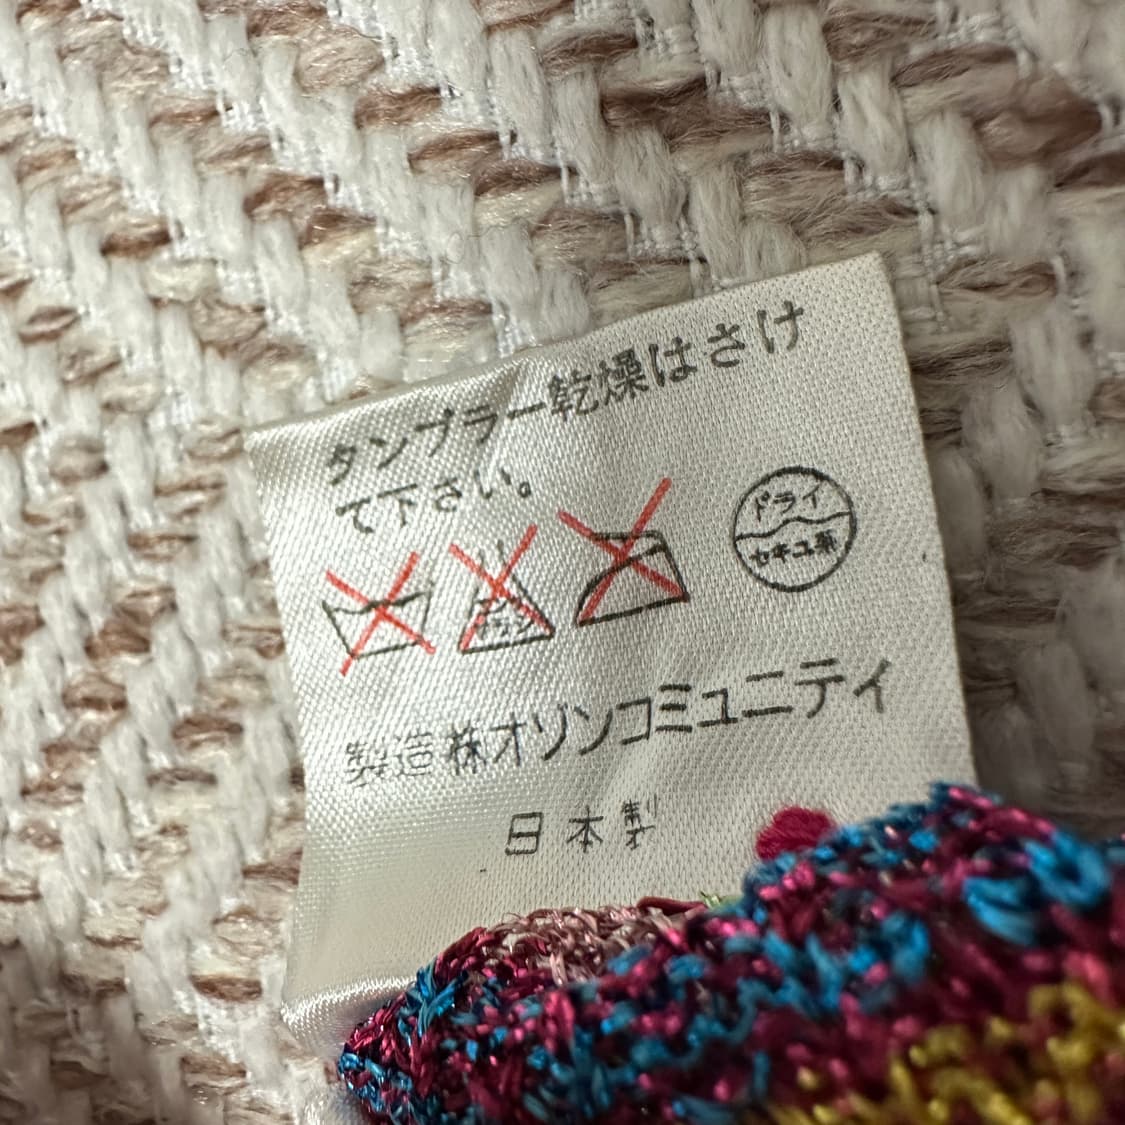 タンブラー乾燥はさけ
て下さい。
ドライ
セキユ系
製造 株オゾンコミュニティ
日本製